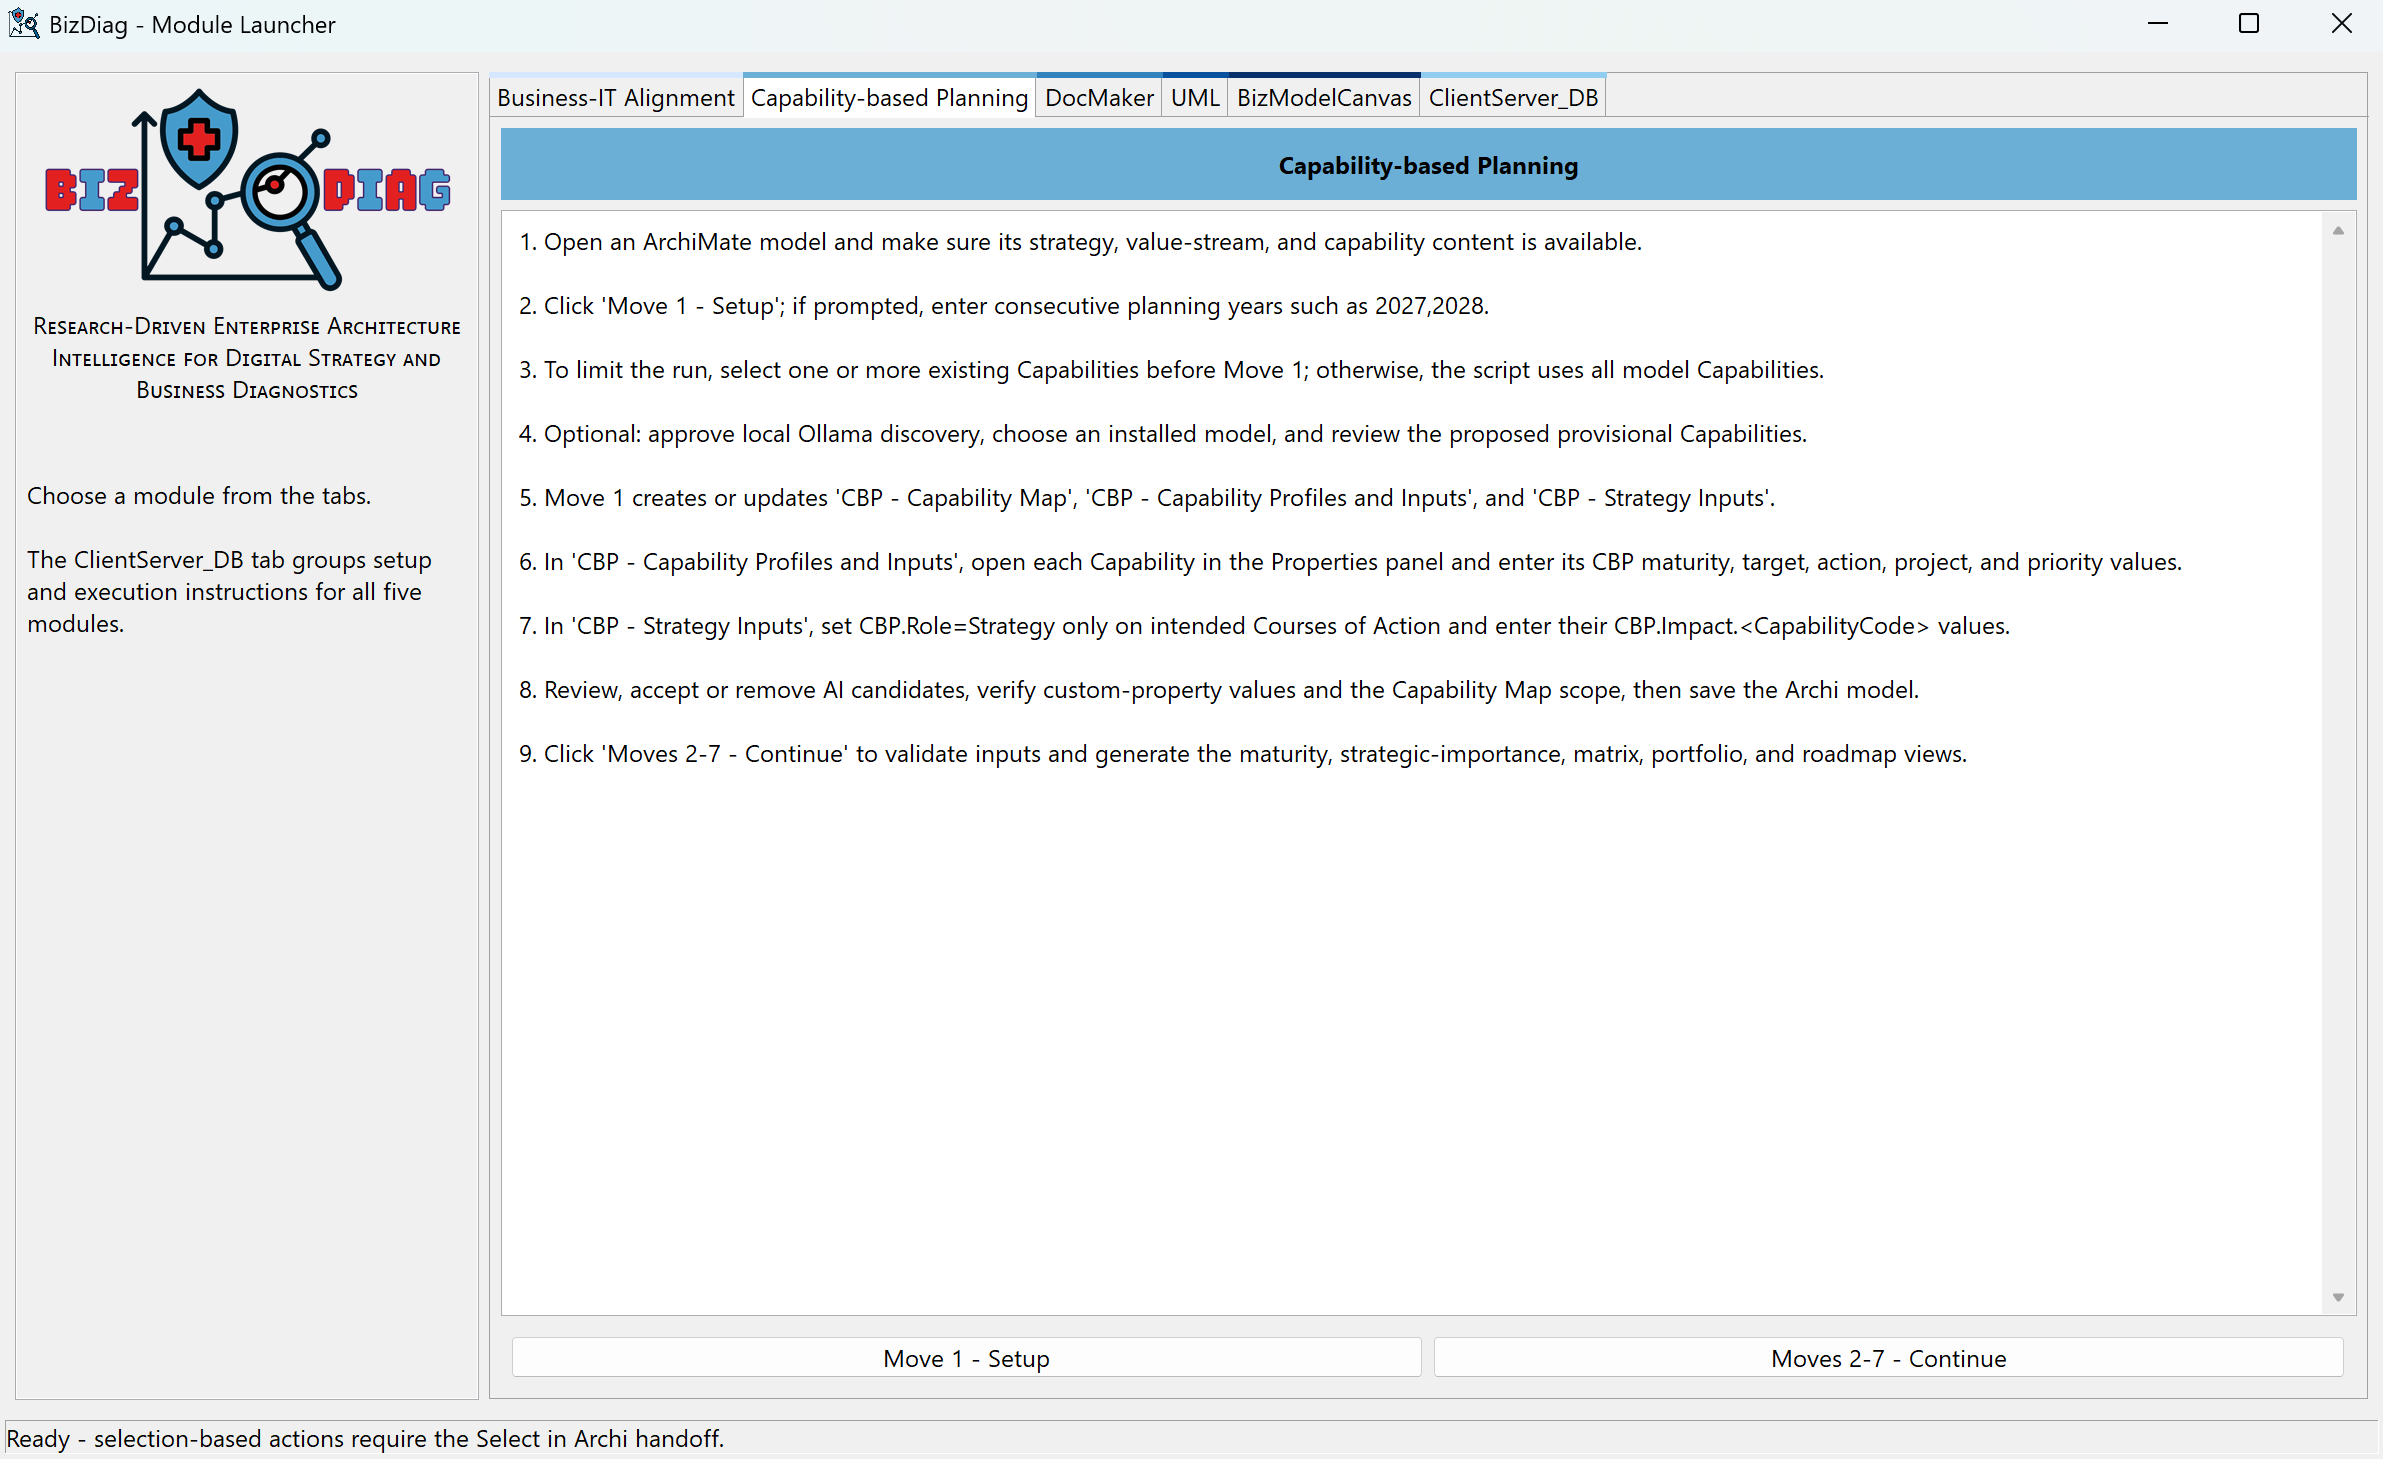 BizDiag - Module Launcher
BIZ DIAG
Research-Driven Enterprise Architecture
Intelligence for Digital Strategy and
Business Diagnostics
Choose a module from the tabs.
The ClientServer_DB tab groups setup
and execution instructions for all five
modules.
Business-IT Alignment Capability-based Planning DocMaker UML BizModelCanvas ClientServer_DB
Capability-based Planning
1. Open an ArchiMate model and make sure its strategy, value-stream, and capability content is available.
2. Click 'Move 1 - Setup'; if prompted, enter consecutive planning years such as 2027,2028.
3. To limit the run, select one or more existing Capabilities before Move 1; otherwise, the script uses all model Capabilities.
4. Optional: approve local Ollama discovery, choose an installed model, and review the proposed provisional Capabilities.
5. Move 1 creates or updates 'CBP - Capability Map', 'CBP - Capability Profiles and Inputs', and 'CBP - Strategy Inputs'.
6. In 'CBP - Capability Profiles and Inputs', open each Capability in the Properties panel and enter its CBP maturity, target, action, project, and priority values.
7. In 'CBP - Strategy Inputs', set CBP.Role=Strategy only on intended Courses of Action and enter their CBP.Impact.<CapabilityCode> values.
8. Review, accept or remove AI candidates, verify custom-property values and the Capability Map scope, then save the Archi model.
9. Click 'Moves 2-7 - Continue' to validate inputs and generate the maturity, strategic-importance, matrix, portfolio, and roadmap views.
Move 1 - Setup
Moves 2-7 - Continue
Ready - selection-based actions require the Select in Archi handoff.